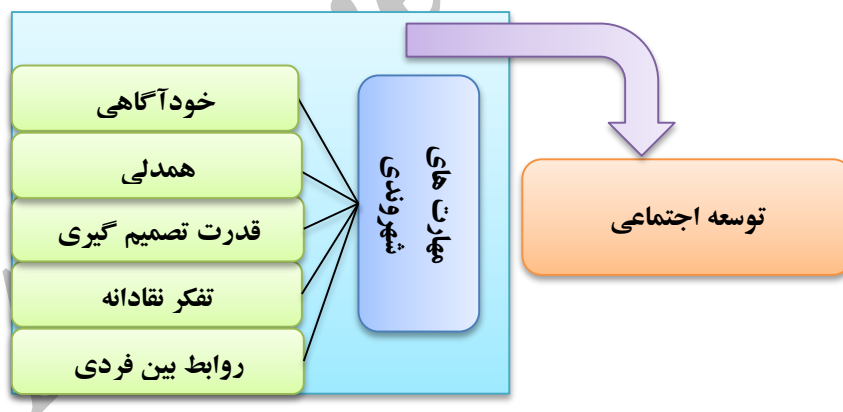 خودآگاهی
همدلی
قدرت تصمیم گیری
تفکر نقادانه
روابط بین فردی
مهارت های
شهروندی
توسعه اجتماعی